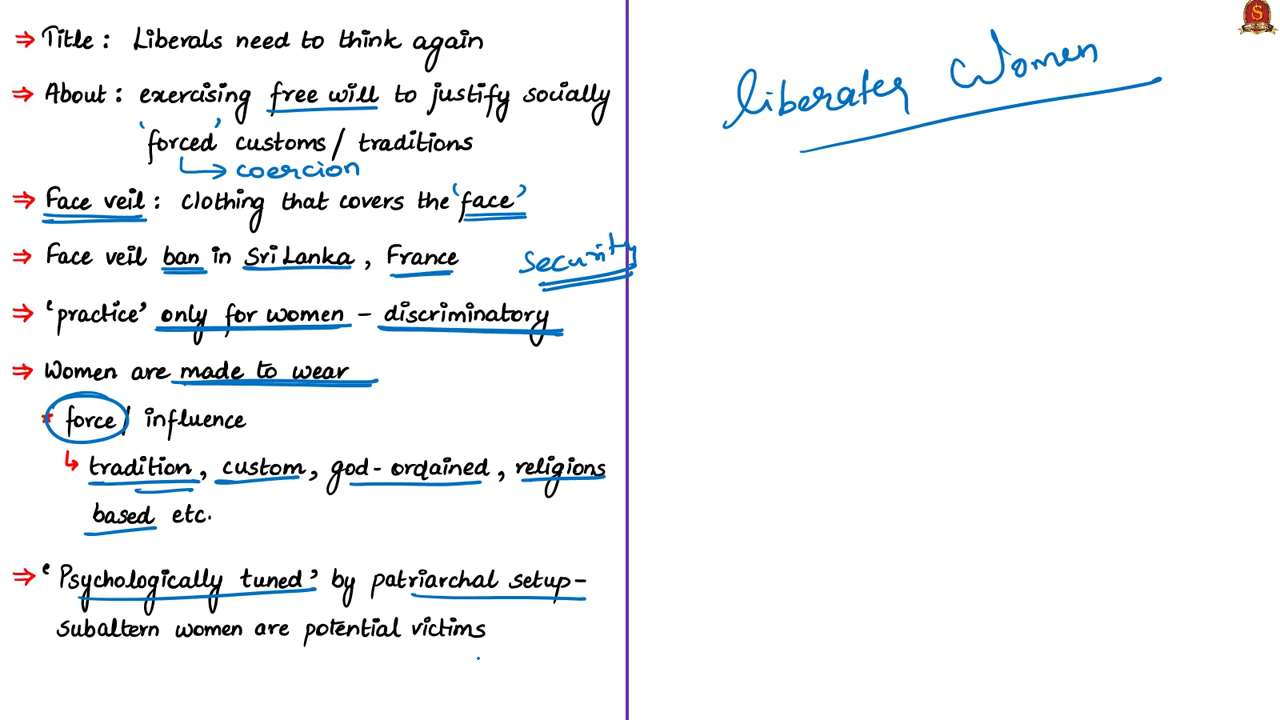 ⇒ Title : Liberals need to think again
⇒ About : exercising free will to justify socially
'forced' customs / traditions
↳ coercion
⇒ Face veil : clothing that covers the 'face'
⇒ Face veil ban in Sri Lanka , France
security
⇒ 'practice' only for women - discriminatory
⇒ Women are made to wear
* force / influence
↳ tradition , custom , god-ordained , religions
based etc.
⇒ 'Psychologically tuned' by patriarchal setup-
subaltern women are potential victims
liberates Women
S